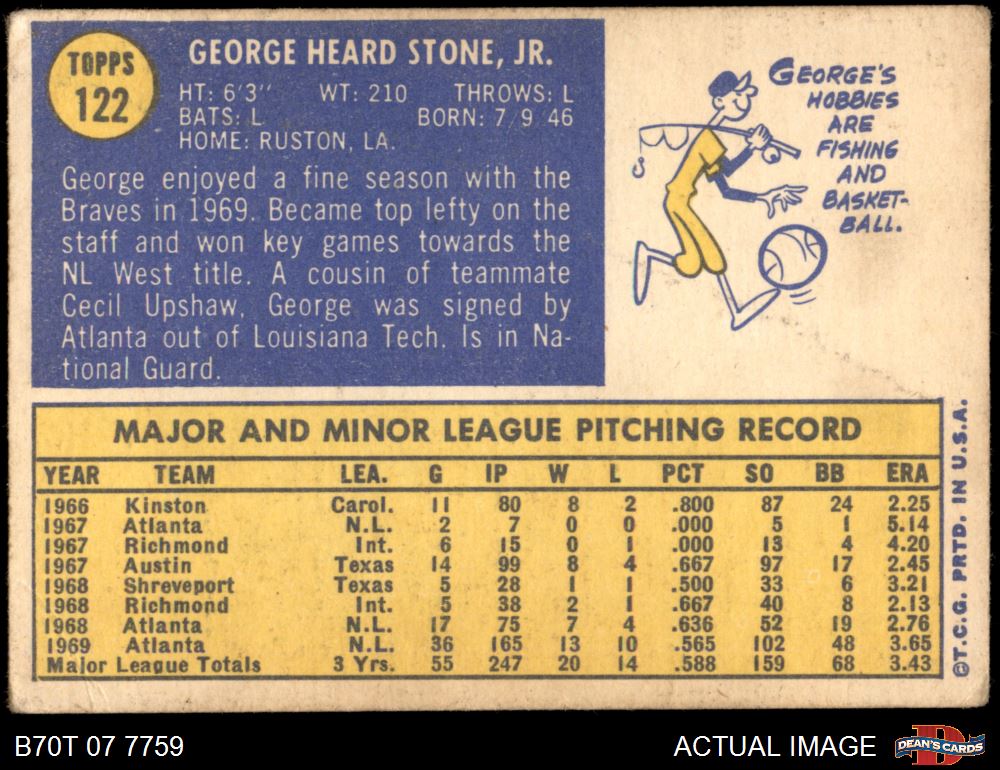 TOPPS
122
GEORGE HEARD STONE, JR.
HT: 6'3" WT: 210 THROWS: L
BATS: L BORN: 7 9 46
HOME: RUSTON, LA.
George enjoyed a fine season with the
Braves in 1969. Became top lefty on the
staff and won key games towards the
NL West title. A cousin of teammate
Cecil Upshaw, George was signed by
Atlanta out of Louisiana Tech. Is in Na-
tional Guard.
GEORGE'S
HOBBIES
ARE
FISHING
AND
BASKET-
BALL.
MAJOR AND MINOR LEAGUE PITCHING RECORD
YEAR TEAM LEA. G IP W L PCT SO BB ERA
1966 Kinston Carol. 11 80 8 2 .800 87 24 2.25
1967 Atlanta N.L. 2 7 0 0 .000 5 1 5.14
1967 Richmond Int. 6 15 0 1 .000 13 4 4.20
1967 Austin Texas 14 99 8 4 .667 97 17 2.45
1968 Shreveport Texas 5 28 1 1 .500 33 6 3.21
1968 Richmond Int. 5 38 2 1 .667 40 8 2.13
1968 Atlanta N.L. 17 75 7 4 .636 52 19 2.76
1969 Atlanta N.L. 36 165 13 10 .565 102 48 3.65
Major League Totals 3 Yrs. 55 247 20 14 .588 159 68 3.43
©T.C.G. PRTD. IN U.S.A.
B70T 07 7759
ACTUAL IMAGE
D
DEAN'S CARDS